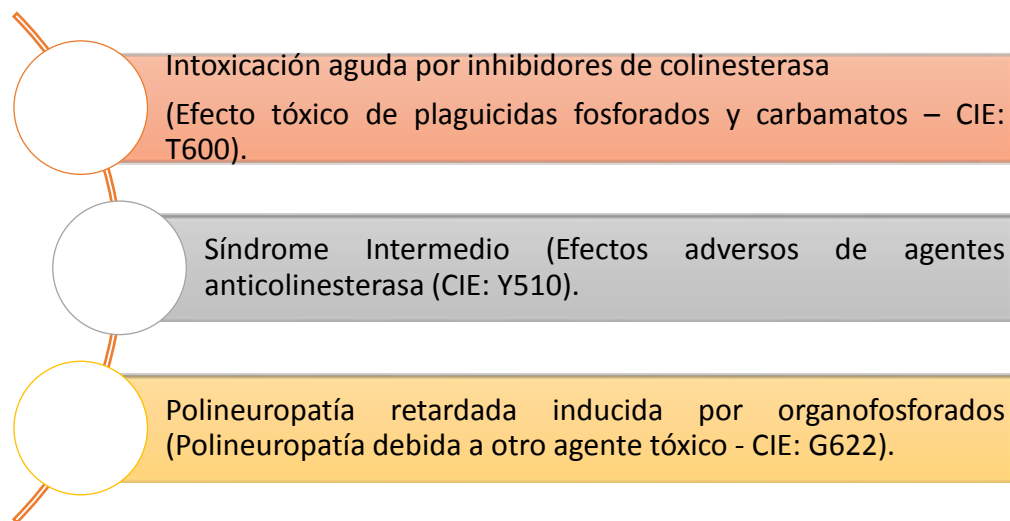 Intoxicación aguda por inhibidores de colinesterasa
(Efecto tóxico de plaguicidas fosforados y carbamatos – CIE:
T600).
Síndrome Intermedio (Efectos adversos de agentes
anticolinesterasa (CIE: Y510).
Polineuropatía retardada inducida por organofosforados
(Polineuropatía debida a otro agente tóxico - CIE: G622).